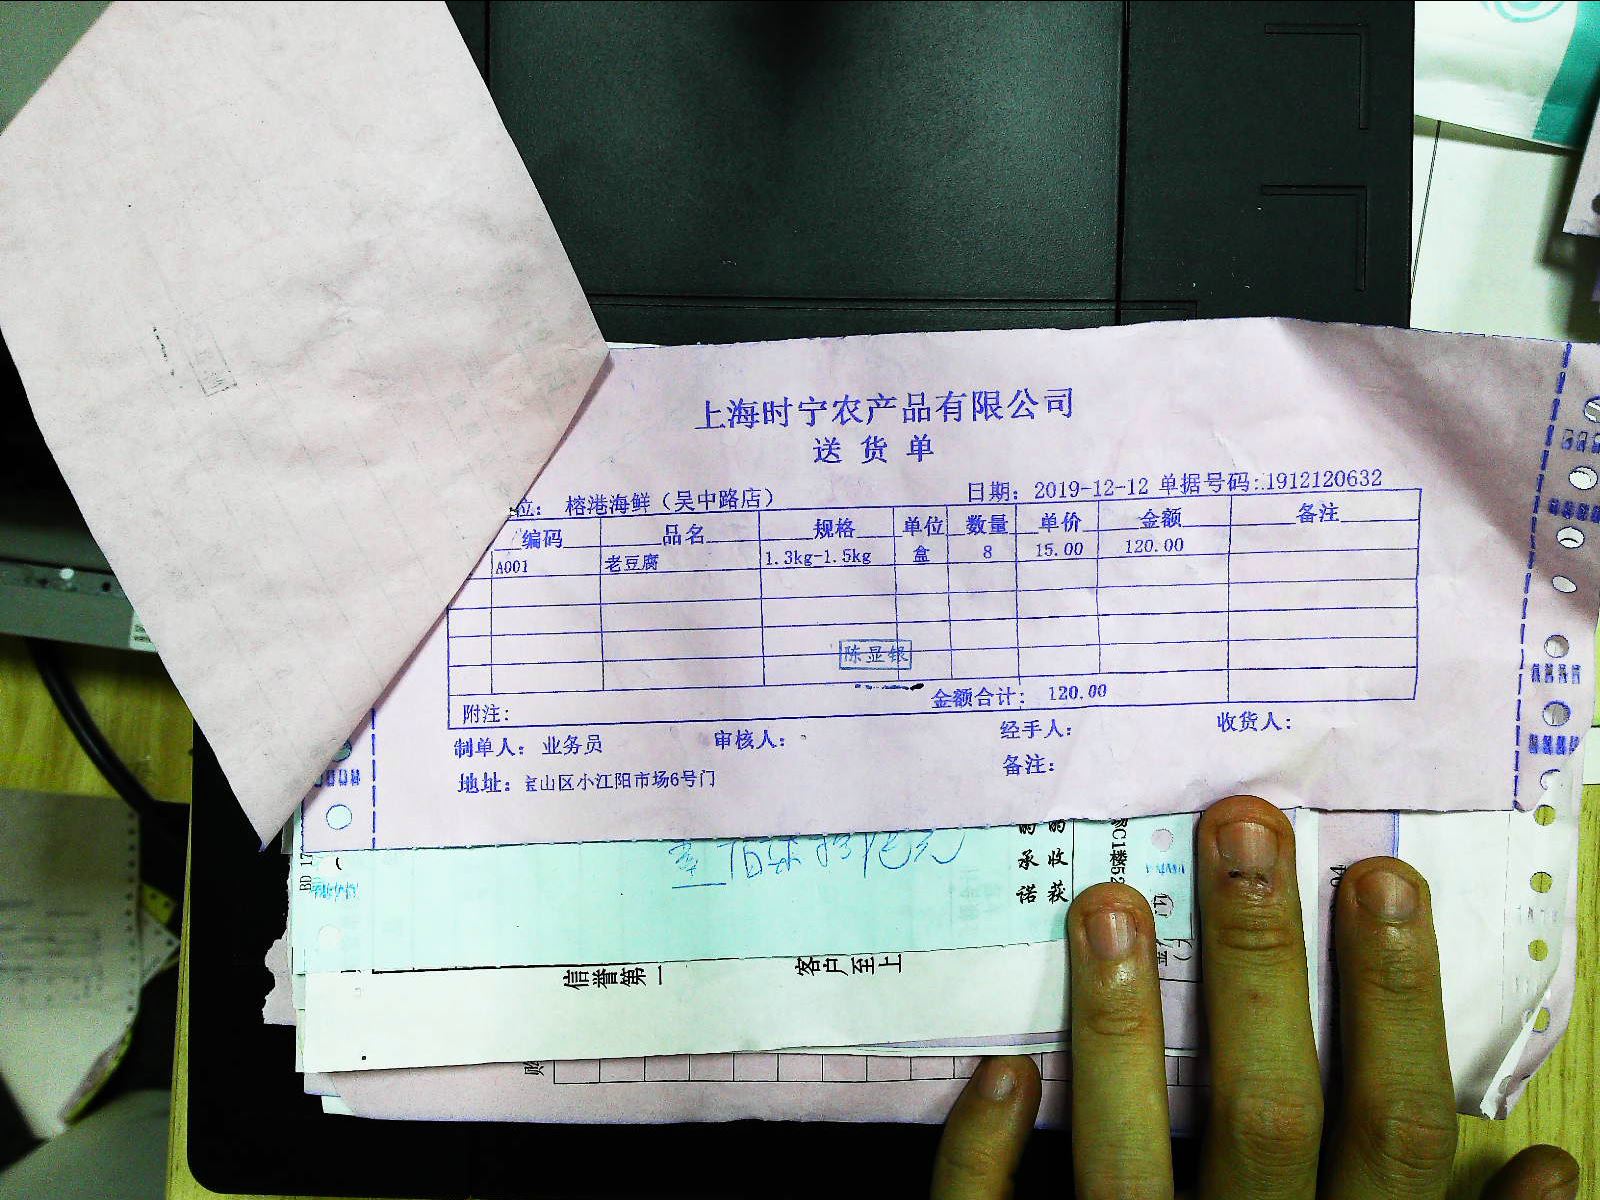 上海时宁农产品有限公司
送货单
位： 榕港海鲜（吴中路店） 日期：2019-12-12 单据号码：1912120632
编码 品名 规格 单位 数量 单价 金额 备注
A001 老豆腐 1.3kg-1.5kg 盒 8 15.00 120.00
陈显银
附注： 金额合计： 120.00
制单人：业务员 审核人： 经手人： 收货人：
地址：宝山区小江阳市场6号门 备注：
承诺 收获
信誉第一 客户至上